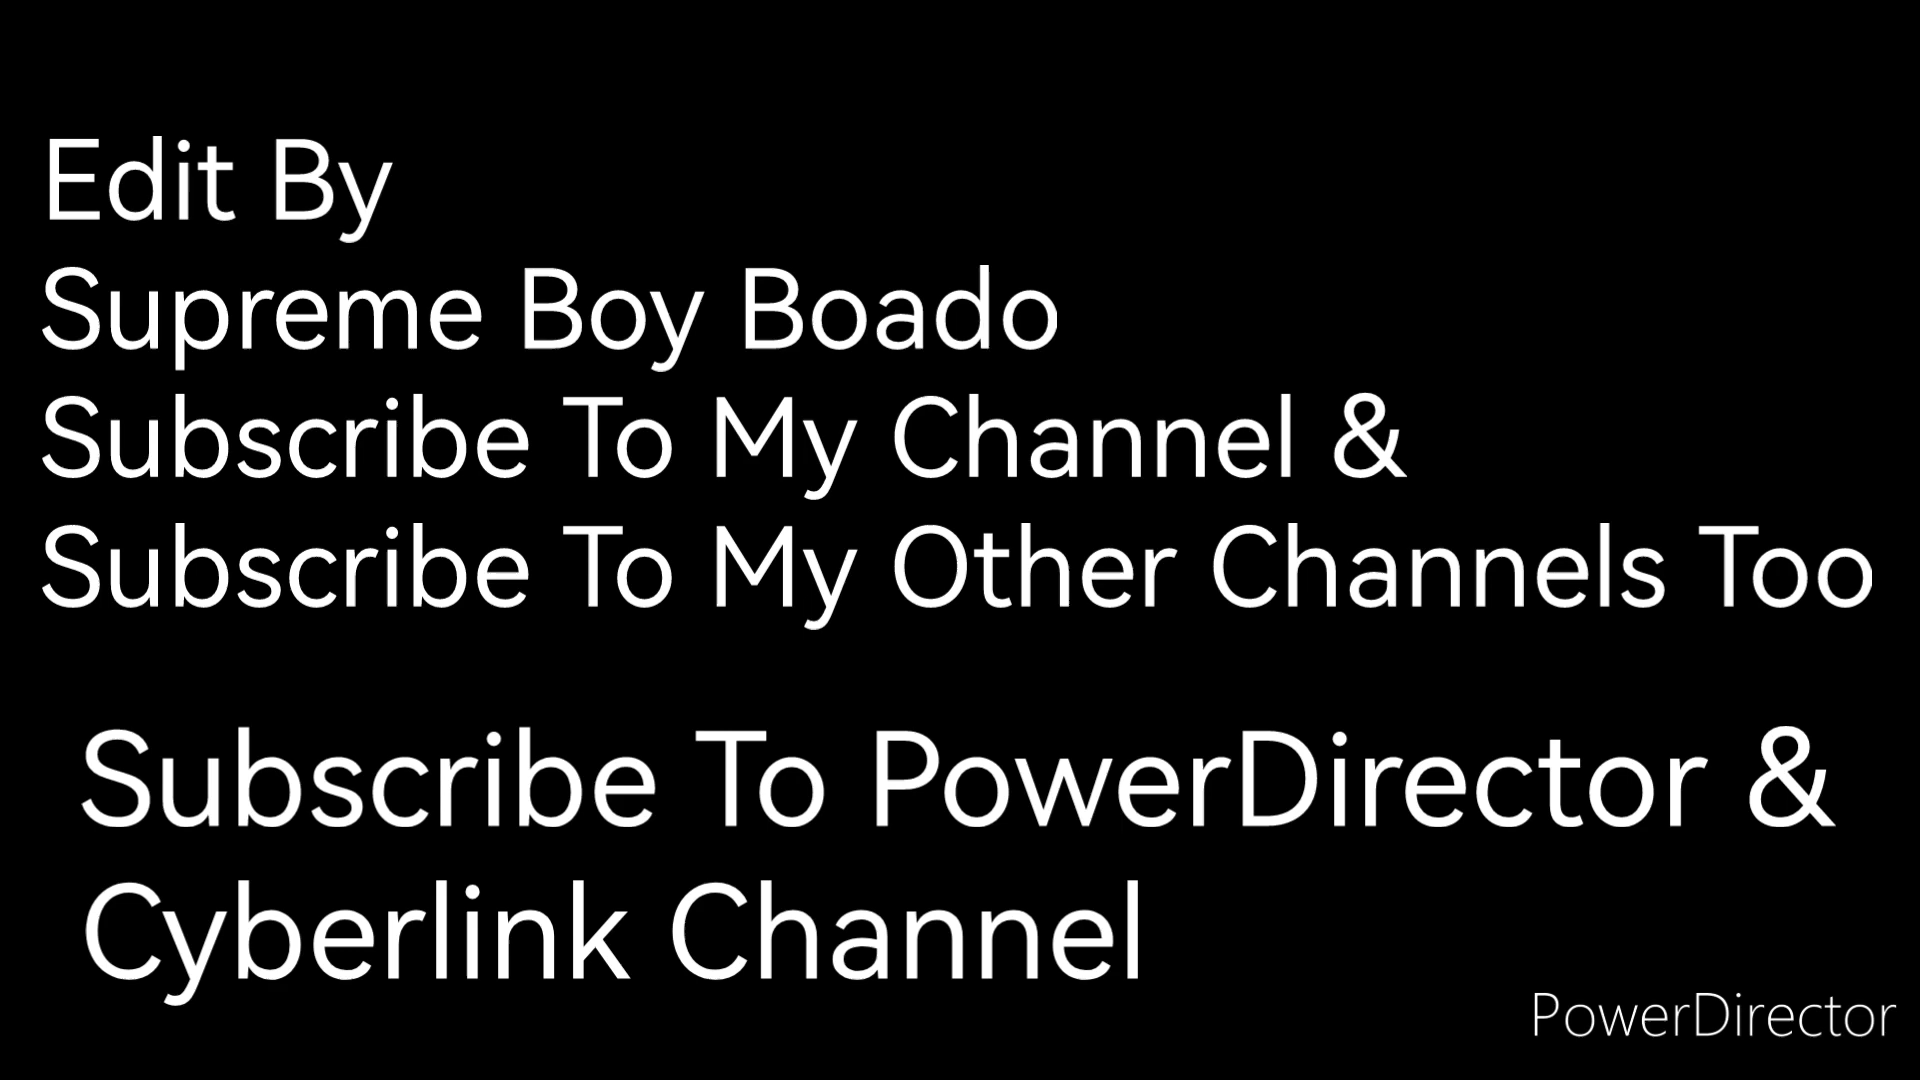 Edit By
Supreme Boy Boado
Subscribe To My Channel &
Subscribe To My Other Channels Too
Subscribe To PowerDirector &
Cyberlink Channel
PowerDirector